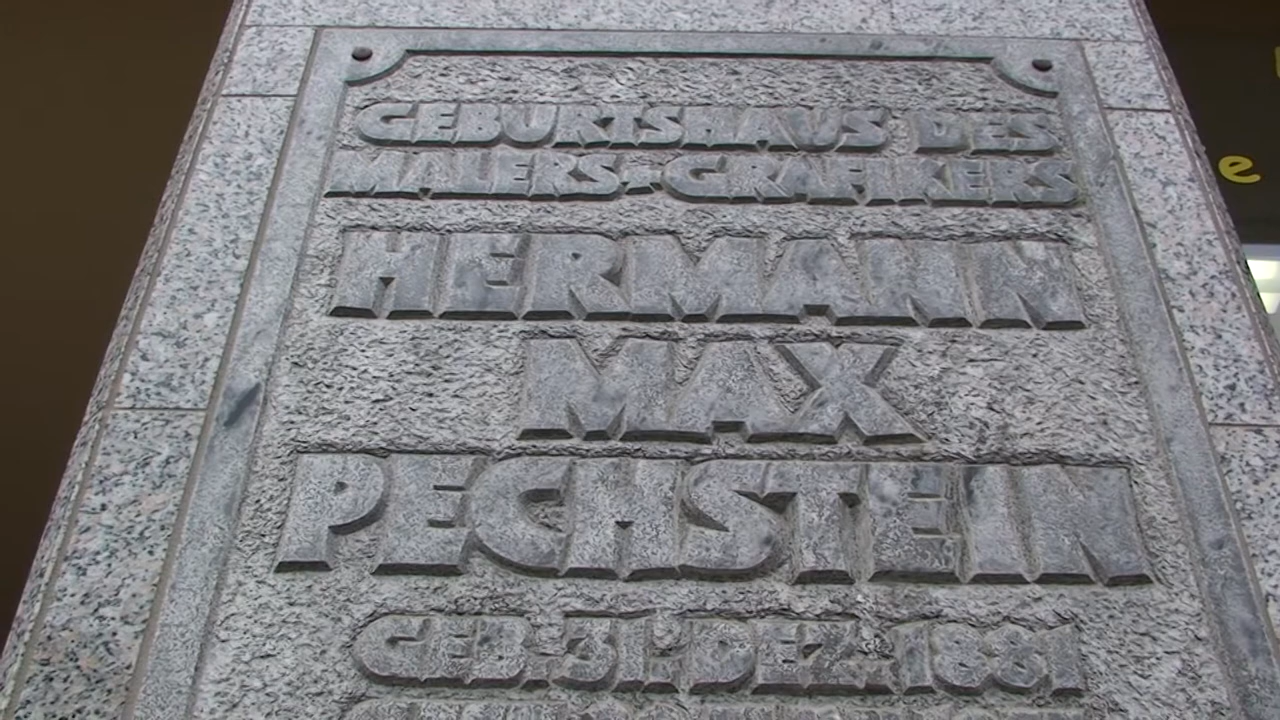 GEBURTSHAUS DES
MALERS-GRAFIKERS
HERMANN
MAX
PECHSTEIN
GEB·31·DEZ·1881
e